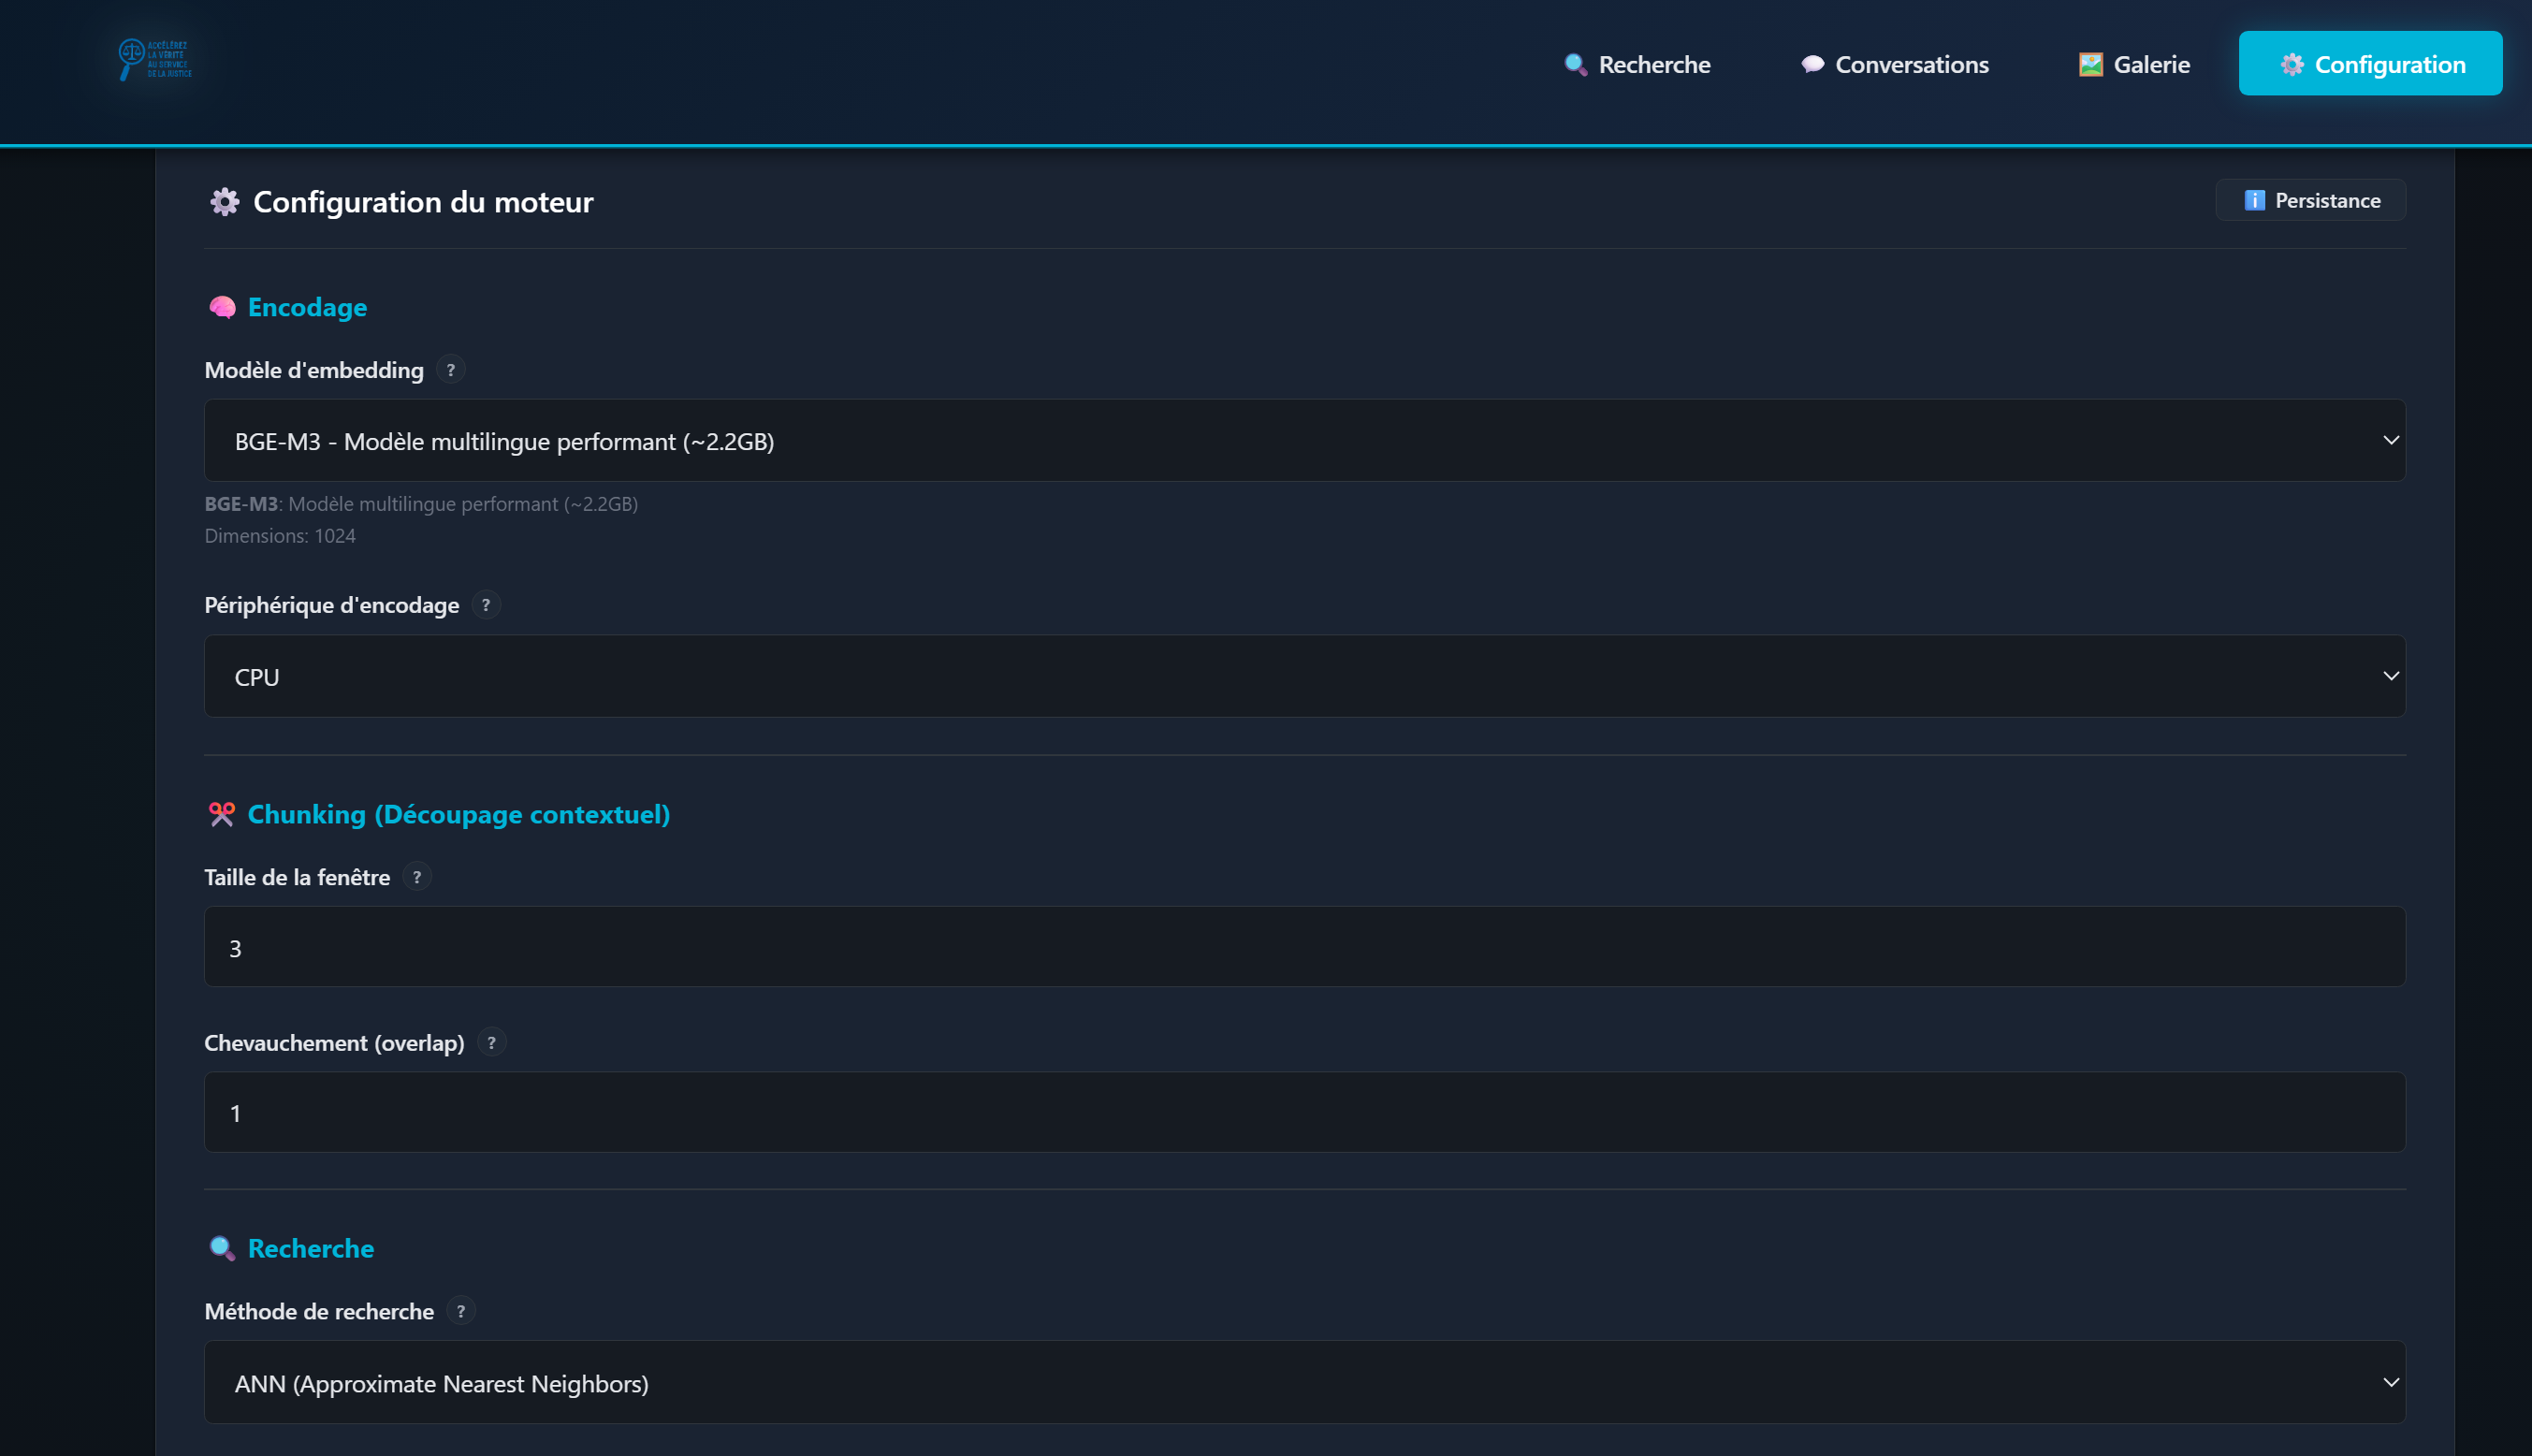 ACCÉLÉREZ
LA VÉRITÉ
AU SERVICE
DE LA JUSTICE
Recherche
Conversations
Galerie
Configuration
Configuration du moteur
Persistance
Encodage
Modèle d'embedding ?
BGE-M3 - Modèle multilingue performant (~2.2GB)
BGE-M3: Modèle multilingue performant (~2.2GB)
Dimensions: 1024
Périphérique d'encodage ?
CPU
Chunking (Découpage contextuel)
Taille de la fenêtre ?
3
Chevauchement (overlap) ?
1
Recherche
Méthode de recherche ?
ANN (Approximate Nearest Neighbors)